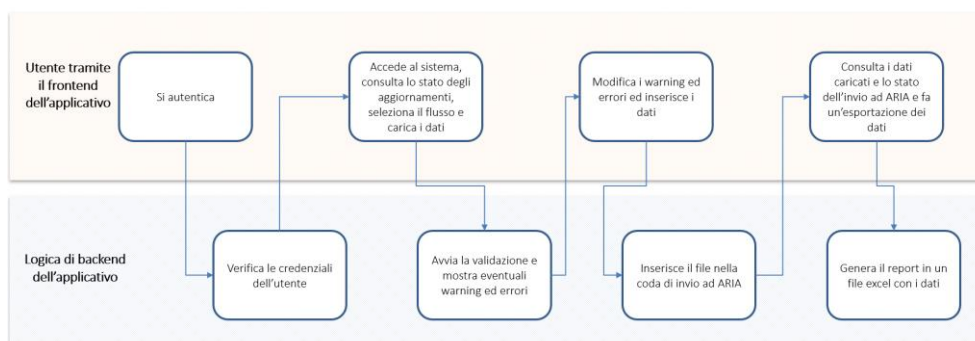 Utente tramite
il frontend
dell'applicativo
Si autentica
Accede al sistema,
consulta lo stato degli
aggiornamenti,
seleziona il flusso e
carica i dati
Modifica i warning ed
errori ed inserisce i
dati
Consulta i dati
caricati e lo stato
dell'invio ad ARIA e fa
un'esportazione dei
dati
Logica di backend
dell'applicativo
Verifica le credenziali
dell'utente
Avvia la validazione e
mostra eventuali
warning ed errori
Inserisce il file nella
coda di invio ad ARIA
Genera il report in un
file excel con i dati